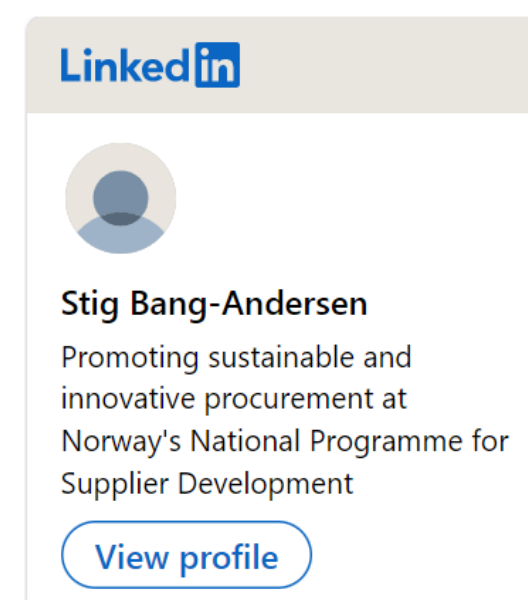 LinkedIn
Stig Bang-Andersen
Promoting sustainable and
innovative procurement at
Norway's National Programme for
Supplier Development
View profile